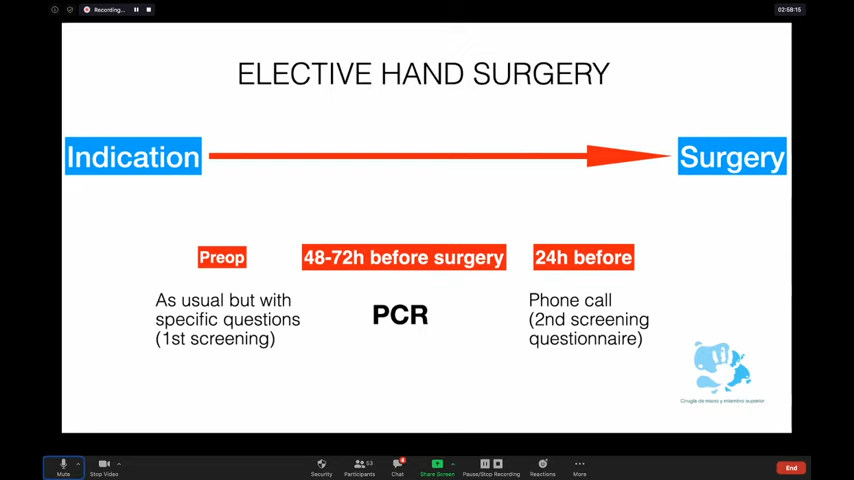 Recording...
02:58:15
ELECTIVE HAND SURGERY
Indication
Surgery
Preop
48-72h before surgery
24h before
As usual but with
specific questions
(1st screening)
PCR
Phone call
(2nd screening
questionnaire)
Cirugía de mano y miembro superior
Mute
Stop Video
Security
53
Participants
4
Chat
Share Screen
Pause/Stop Recording
Reactions
More
End